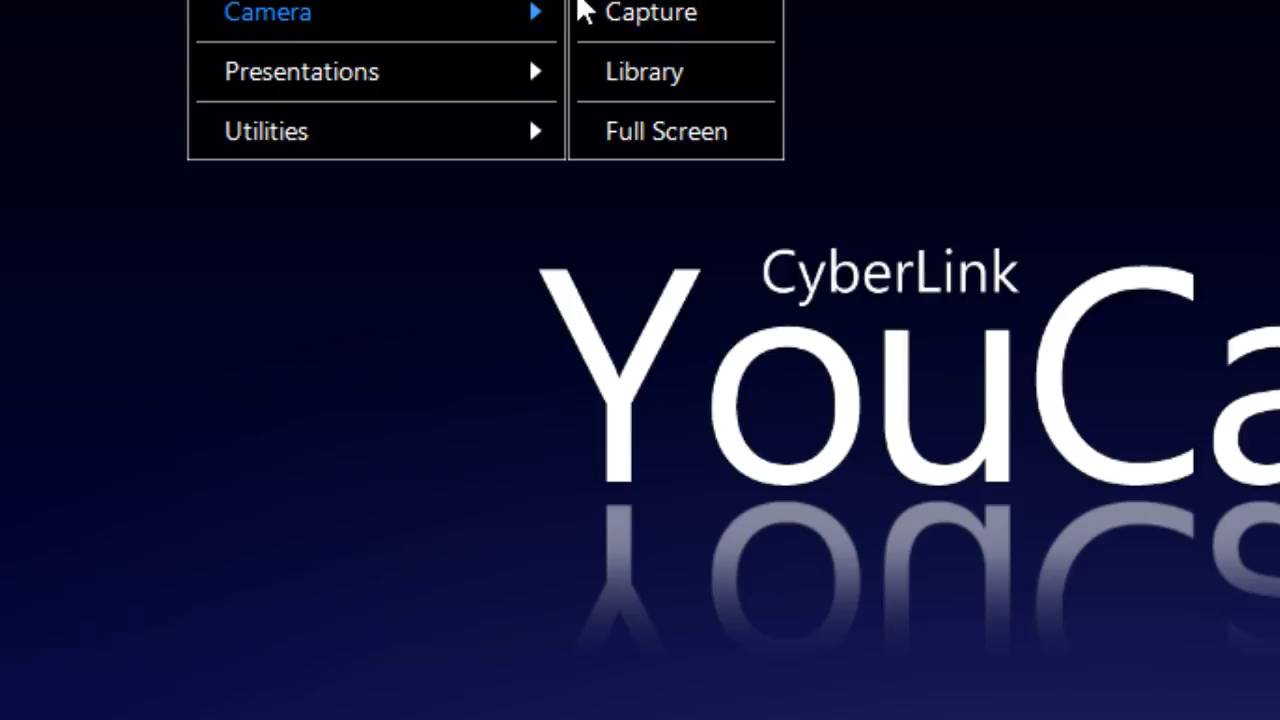 Camera
Capture
Presentations
Library
Utilities
Full Screen
CyberLink
YouCa